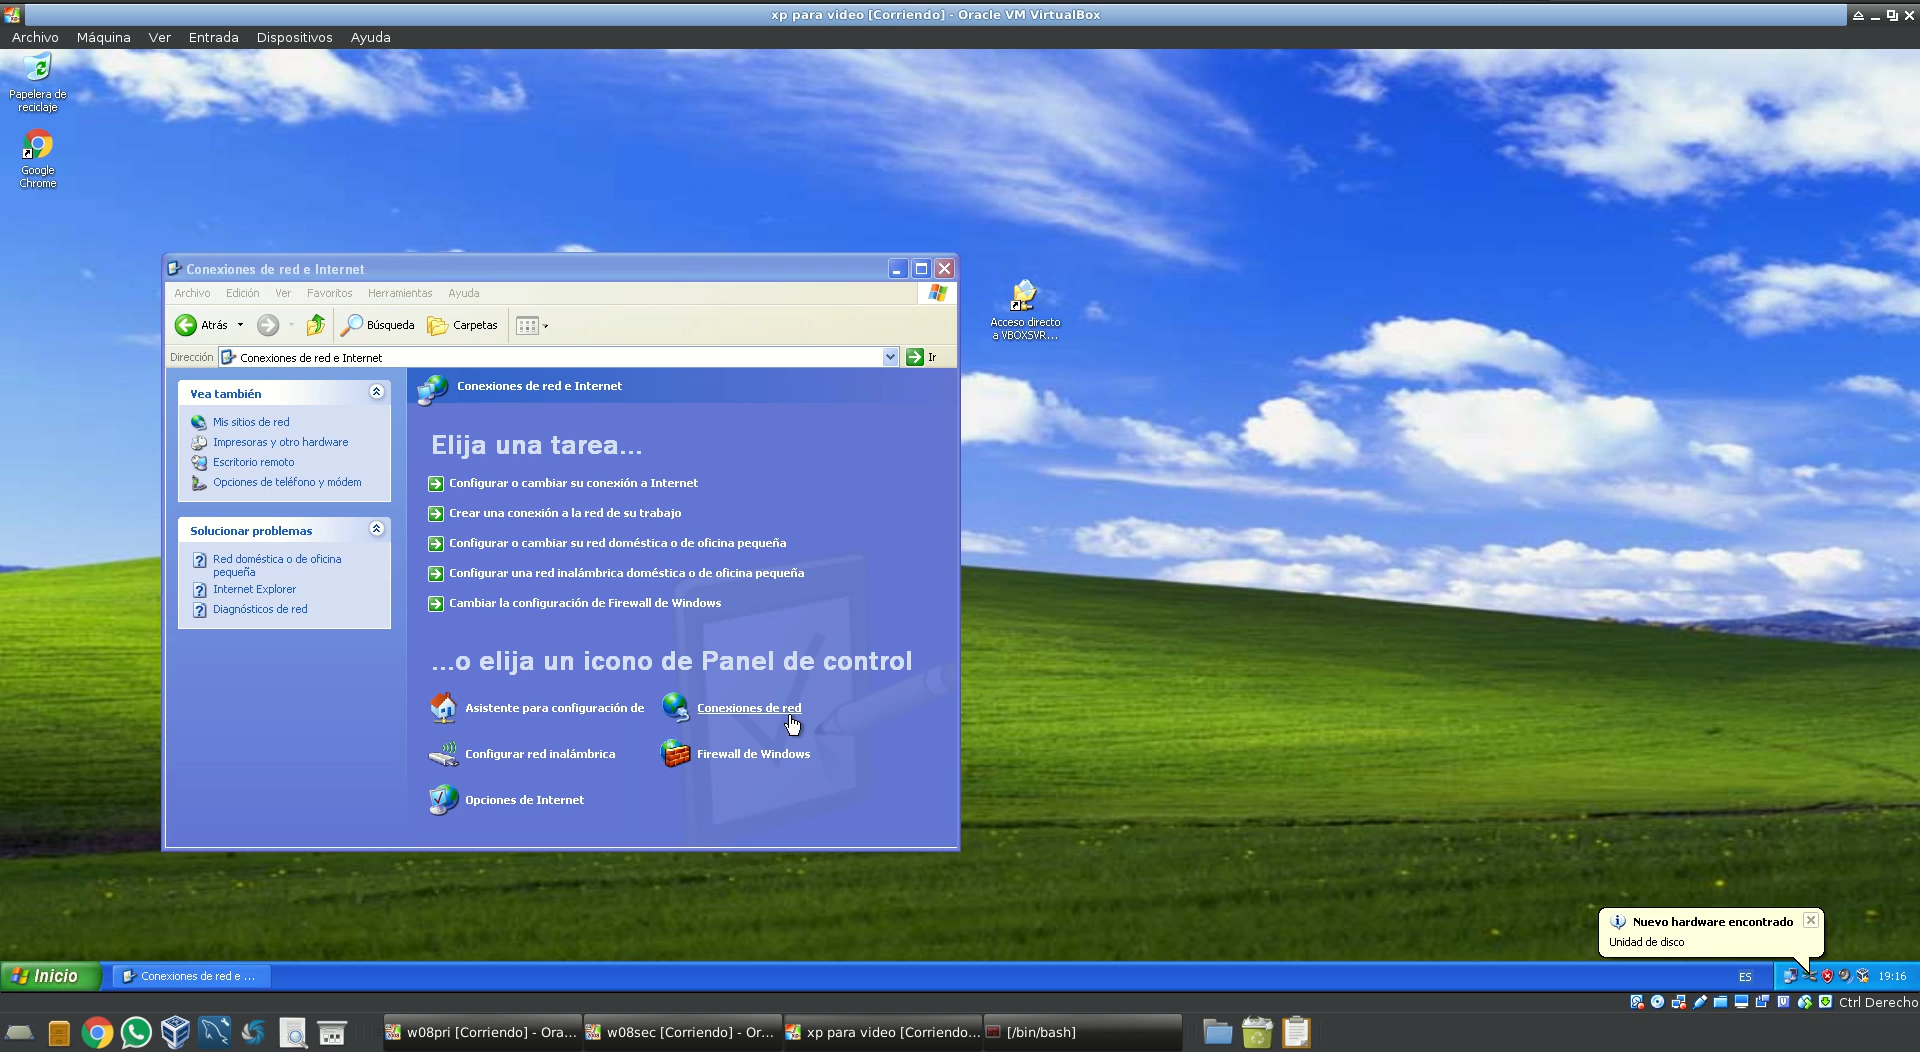 xp para video [Corriendo] - Oracle VM VirtualBox
Archivo Máquina Ver Entrada Dispositivos Ayuda
Papelera de
reciclaje
Google
Chrome
Conexiones de red e Internet
Archivo Edición Ver Favoritos Herramientas Ayuda
Atrás Búsqueda Carpetas
Dirección Conexiones de red e Internet Ir
Acceso directo
a VBOXSVR...
Vea también
Mis sitios de red
Impresoras y otro hardware
Escritorio remoto
Opciones de teléfono y módem
Solucionar problemas
Red doméstica o de oficina
pequeña
Internet Explorer
Diagnósticos de red
Conexiones de red e Internet
Elija una tarea...
Configurar o cambiar su conexión a Internet
Crear una conexión a la red de su trabajo
Configurar o cambiar su red doméstica o de oficina pequeña
Configurar una red inalámbrica doméstica o de oficina pequeña
Cambiar la configuración de Firewall de Windows
...o elija un icono de Panel de control
Asistente para configuración de Conexiones de red
Configurar red inalámbrica Firewall de Windows
Opciones de Internet
Nuevo hardware encontrado
Unidad de disco
Inicio Conexiones de red e ... ES 19:16
Ctrl Derecho
w08pri [Corriendo] - Ora... w08sec [Corriendo] - Or... xp para video [Corriendo... [/bin/bash]